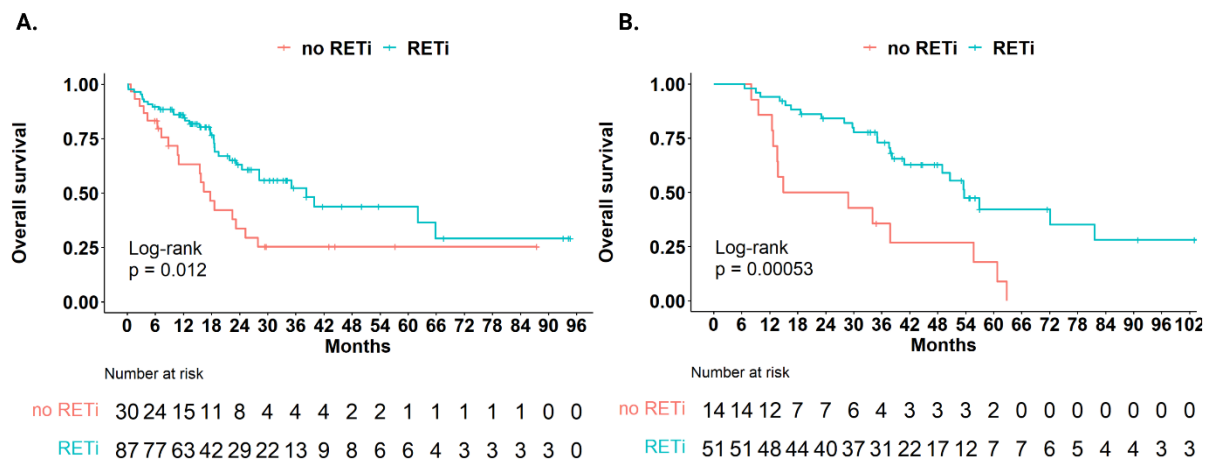 A.
no RETi RETi
1.00
0.75
0.50
0.25
0.00
Overall survival
Log-rank
p = 0.012
0 6 12 18 24 30 36 42 48 54 60 66 72 78 84 90 96
Months
Number at risk
no RETi 30 24 15 11 8 4 4 4 2 2 1 1 1 1 1 0 0
RETi 87 77 63 42 29 22 13 9 8 6 6 4 3 3 3 3 0
B.
no RETi RETi
1.00
0.75
0.50
0.25
0.00
Overall survival
Log-rank
p = 0.00053
0 6 12 18 24 30 36 42 48 54 60 66 72 78 84 90 96 102
Months
Number at risk
no RETi 14 14 12 7 7 6 4 3 3 3 2 0 0 0 0 0 0 0
RETi 51 51 48 44 40 37 31 22 17 12 7 7 6 5 4 4 3 3